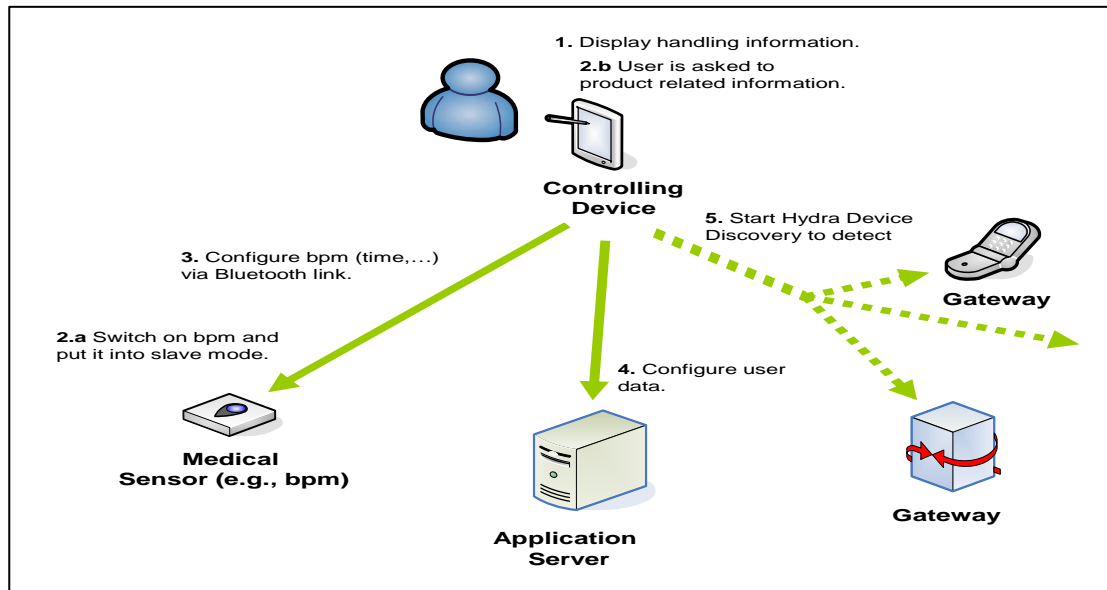 1. Display handling information.
2.b User is asked to
product related information.
Controlling
Device
5. Start Hydra Device
Discovery to detect
3. Configure bpm (time,…)
via Bluetooth link.
Gateway
2.a Switch on bpm and
put it into slave mode.
4. Configure user
data.
Medical
Sensor (e.g., bpm)
Gateway
Application
Server